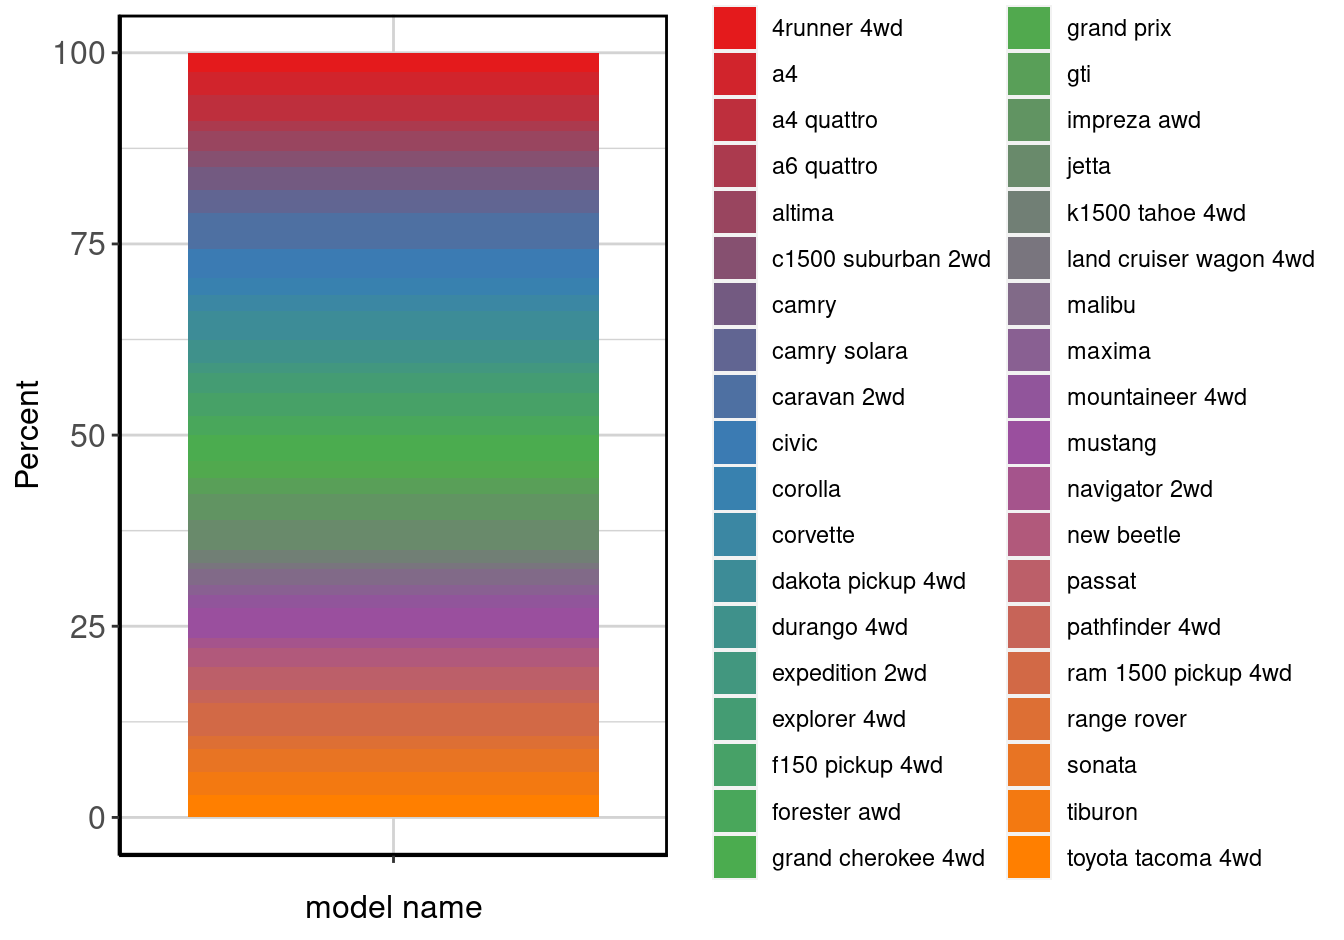 100
75
50
25
0
Percent
model name
4runner 4wd
a4
a4 quattro
a6 quattro
altima
c1500 suburban 2wd
camry
camry solara
caravan 2wd
civic
corolla
corvette
dakota pickup 4wd
durango 4wd
expedition 2wd
explorer 4wd
f150 pickup 4wd
forester awd
grand cherokee 4wd
grand prix
gti
impreza awd
jetta
k1500 tahoe 4wd
land cruiser wagon 4wd
malibu
maxima
mountaineer 4wd
mustang
navigator 2wd
new beetle
passat
pathfinder 4wd
ram 1500 pickup 4wd
range rover
sonata
tiburon
toyota tacoma 4wd